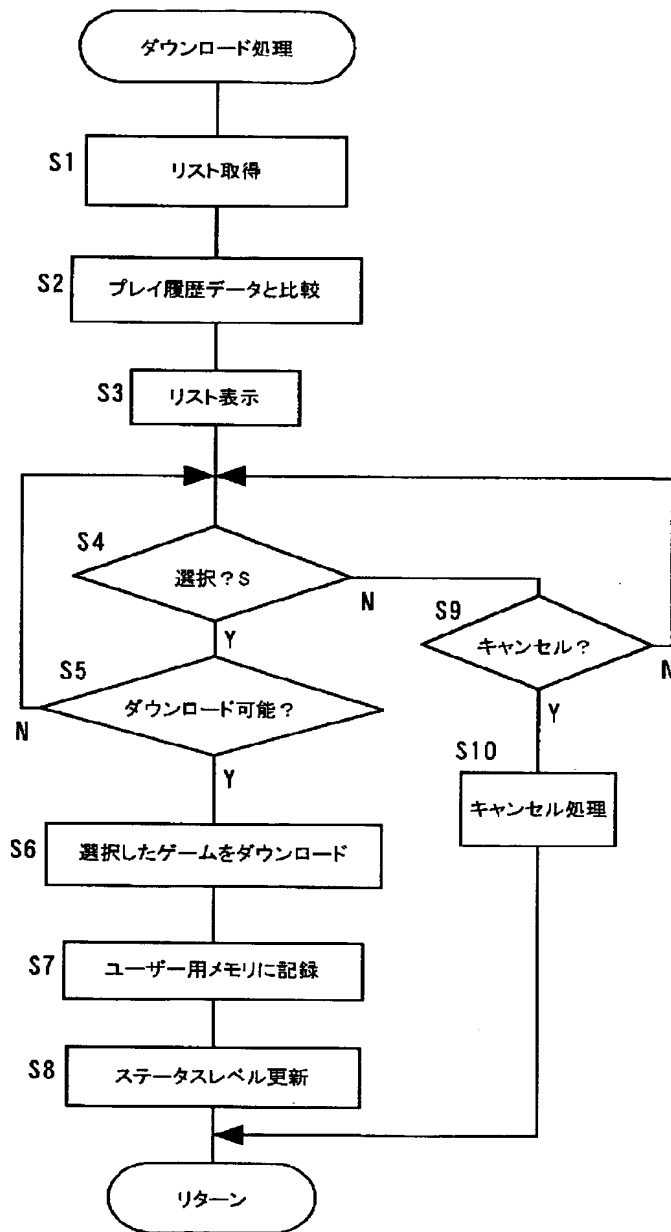 ダウンロード処理
S1
リスト取得
S2
プレイ履歴データと比較
S3
リスト表示
S4
選択?S
N
Y
S9
キャンセル?
N
Y
S5
ダウンロード可能?
N
Y
S10
キャンセル処理
S6
選択したゲームをダウンロード
S7
ユーザー用メモリに記録
S8
ステータスレベル更新
リターン